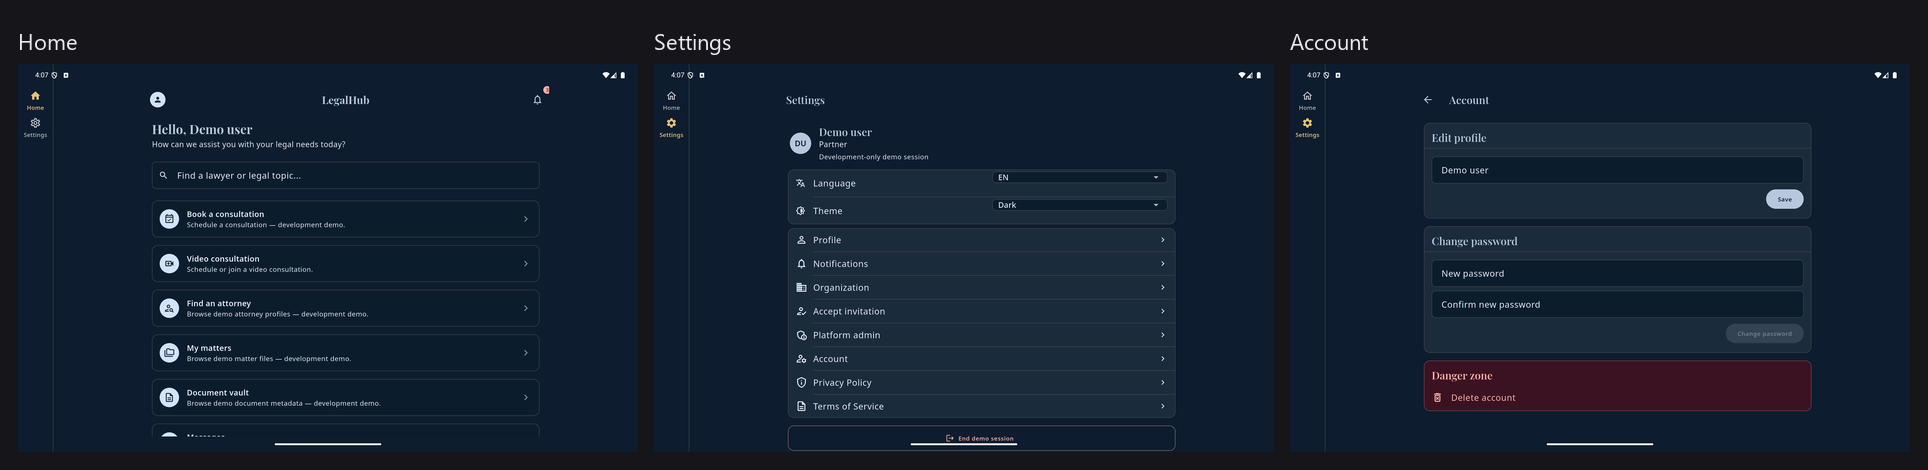 Home
4:07
Home
Settings
LegalHub
Hello, Demo user
How can we assist you with your legal needs today?
Find a lawyer or legal topic...
Book a consultation
Schedule a consultation — development demo.
Video consultation
Schedule or join a video consultation.
Find an attorney
Browse demo attorney profiles — development demo.
My matters
Browse demo matter files — development demo.
Document vault
Browse demo document metadata — development demo.
Settings
4:07
Home
Settings
Settings
DU
Demo user
Partner
Development-only demo session
Language
EN
Theme
Dark
Profile
Notifications
Organization
Accept invitation
Platform admin
Account
Privacy Policy
Terms of Service
End demo session
Account
4:07
Home
Settings
Account
Edit profile
Demo user
Save
Change password
New password
Confirm new password
Change password
Danger zone
Delete account